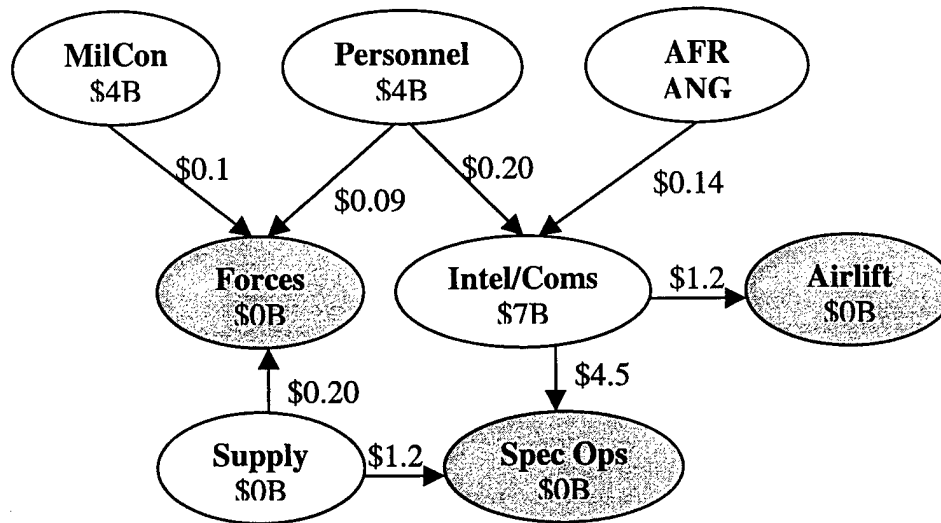 MilCon
$4B
Personnel
$4B
AFR
ANG
$0.1
$0.09
$0.20
$0.14
Forces
$0B
Intel/Coms
$7B
$1.2
Airlift
$0B
$0.20
$4.5
Supply
$0B
$1.2
Spec Ops
$0B